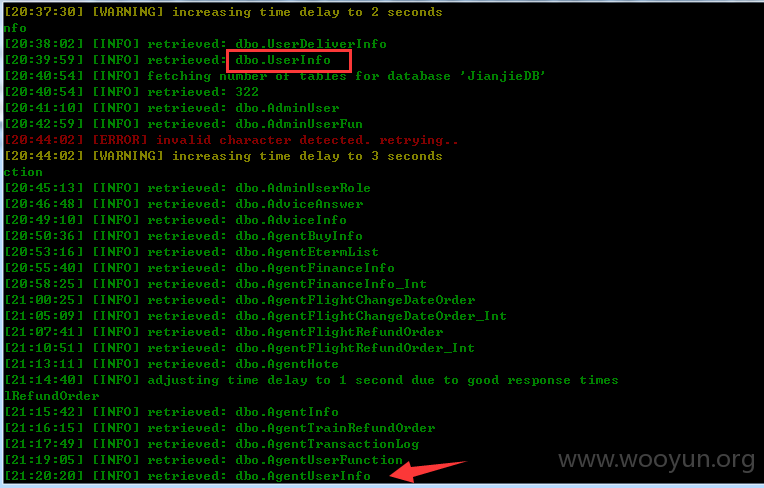 [20:37:30] [WARNING] increasing time delay to 2 seconds
nfo
[20:38:02] [INFO] retrieved: dbo.UserDeliverInfo
[20:39:59] [INFO] retrieved: dbo.UserInfo
[20:40:54] [INFO] fetching number of tables for database 'JianjieDB'
[20:40:54] [INFO] retrieved: 322
[20:41:10] [INFO] retrieved: dbo.AdminUser
[20:42:59] [INFO] retrieved: dbo.AdminUserFun
[20:44:02] [ERROR] invalid character detected. retrying..
[20:44:02] [WARNING] increasing time delay to 3 seconds
ction
[20:45:13] [INFO] retrieved: dbo.AdminUserRole
[20:46:48] [INFO] retrieved: dbo.AdviceAnswer
[20:49:10] [INFO] retrieved: dbo.AdviceInfo
[20:50:36] [INFO] retrieved: dbo.AgentBuyInfo
[20:53:16] [INFO] retrieved: dbo.AgentEtermList
[20:55:40] [INFO] retrieved: dbo.AgentFinanceInfo
[20:58:25] [INFO] retrieved: dbo.AgentFinanceInfo_Int
[21:00:25] [INFO] retrieved: dbo.AgentFlightChangeDateOrder
[21:05:09] [INFO] retrieved: dbo.AgentFlightChangeDateOrder_Int
[21:07:41] [INFO] retrieved: dbo.AgentFlightRefundOrder
[21:10:51] [INFO] retrieved: dbo.AgentFlightRefundOrder_Int
[21:13:11] [INFO] retrieved: dbo.AgentHote
[21:14:40] [INFO] adjusting time delay to 1 second due to good response times
lRefundOrder
[21:15:42] [INFO] retrieved: dbo.AgentInfo
[21:16:15] [INFO] retrieved: dbo.AgentTrainRefundOrder
[21:17:49] [INFO] retrieved: dbo.AgentTransactionLog
[21:19:05] [INFO] retrieved: dbo.AgentUserFunction
[21:20:20] [INFO] retrieved: dbo.AgentUserInfo
www.wooyun.org